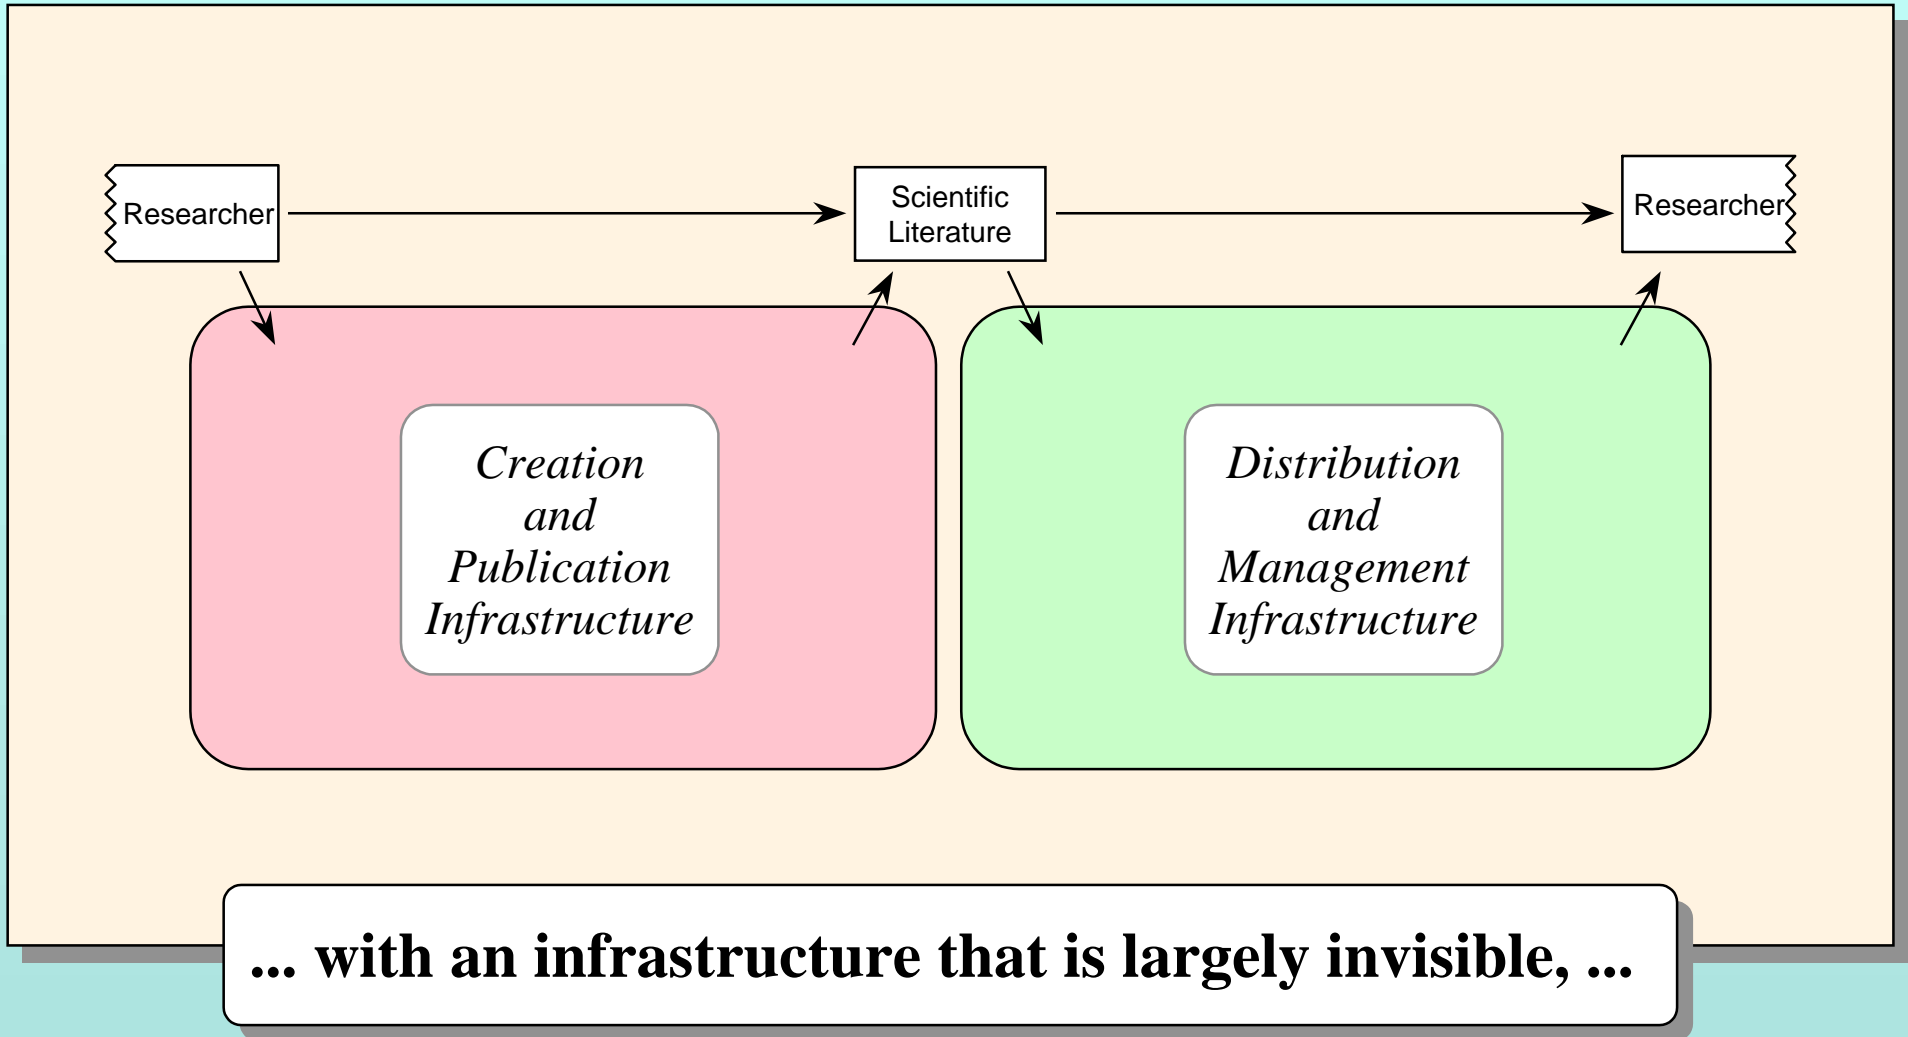 Researcher
Scientific
Literature
Researcher
Creation
and
Publication
Infrastructure
Distribution
and
Management
Infrastructure
... with an infrastructure that is largely invisible, ...